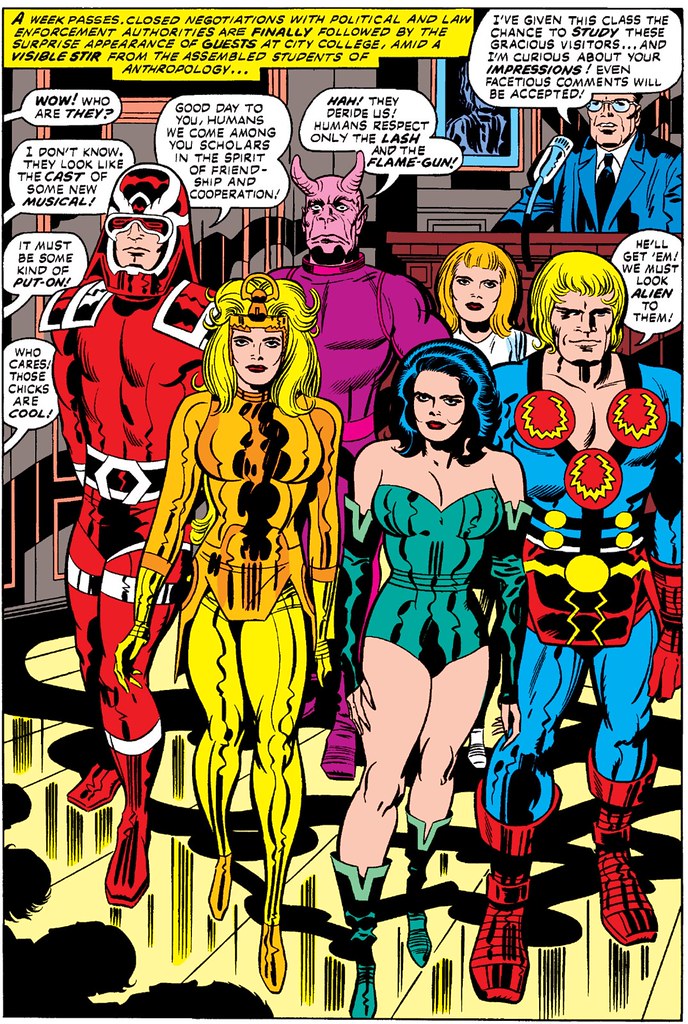 A WEEK PASSES. CLOSED NEGOTIATIONS WITH POLITICAL AND LAW
ENFORCEMENT AUTHORITIES ARE FINALLY FOLLOWED BY THE
SURPRISE APPEARANCE OF GUESTS AT CITY COLLEGE, AMID A
VISIBLE STIR FROM THE ASSEMBLED STUDENTS OF
ANTHROPOLOGY...
I'VE GIVEN THIS CLASS THE
CHANCE TO STUDY THESE
GRACIOUS VISITORS... AND
I'M CURIOUS ABOUT YOUR
IMPRESSIONS! EVEN
FACETIOUS COMMENTS WILL
BE ACCEPTED!
WOW! WHO
ARE THEY?
I DON'T KNOW.
THEY LOOK LIKE
THE CAST OF
SOME NEW
MUSICAL!
IT MUST
BE SOME
KIND OF
PUT-ON!
WHO
CARES!
THOSE
CHICKS
ARE
COOL!
GOOD DAY TO
YOU, HUMANS
WE COME AMONG
YOU SCHOLARS
IN THE SPIRIT
OF FRIEND-
SHIP AND
COOPERATION!
HAH! THEY
DERIDE US!
HUMANS RESPECT
ONLY THE LASH
AND THE
FLAME-GUN!
HE'LL
GET 'EM!
WE MUST
LOOK
ALIEN
TO
THEM!